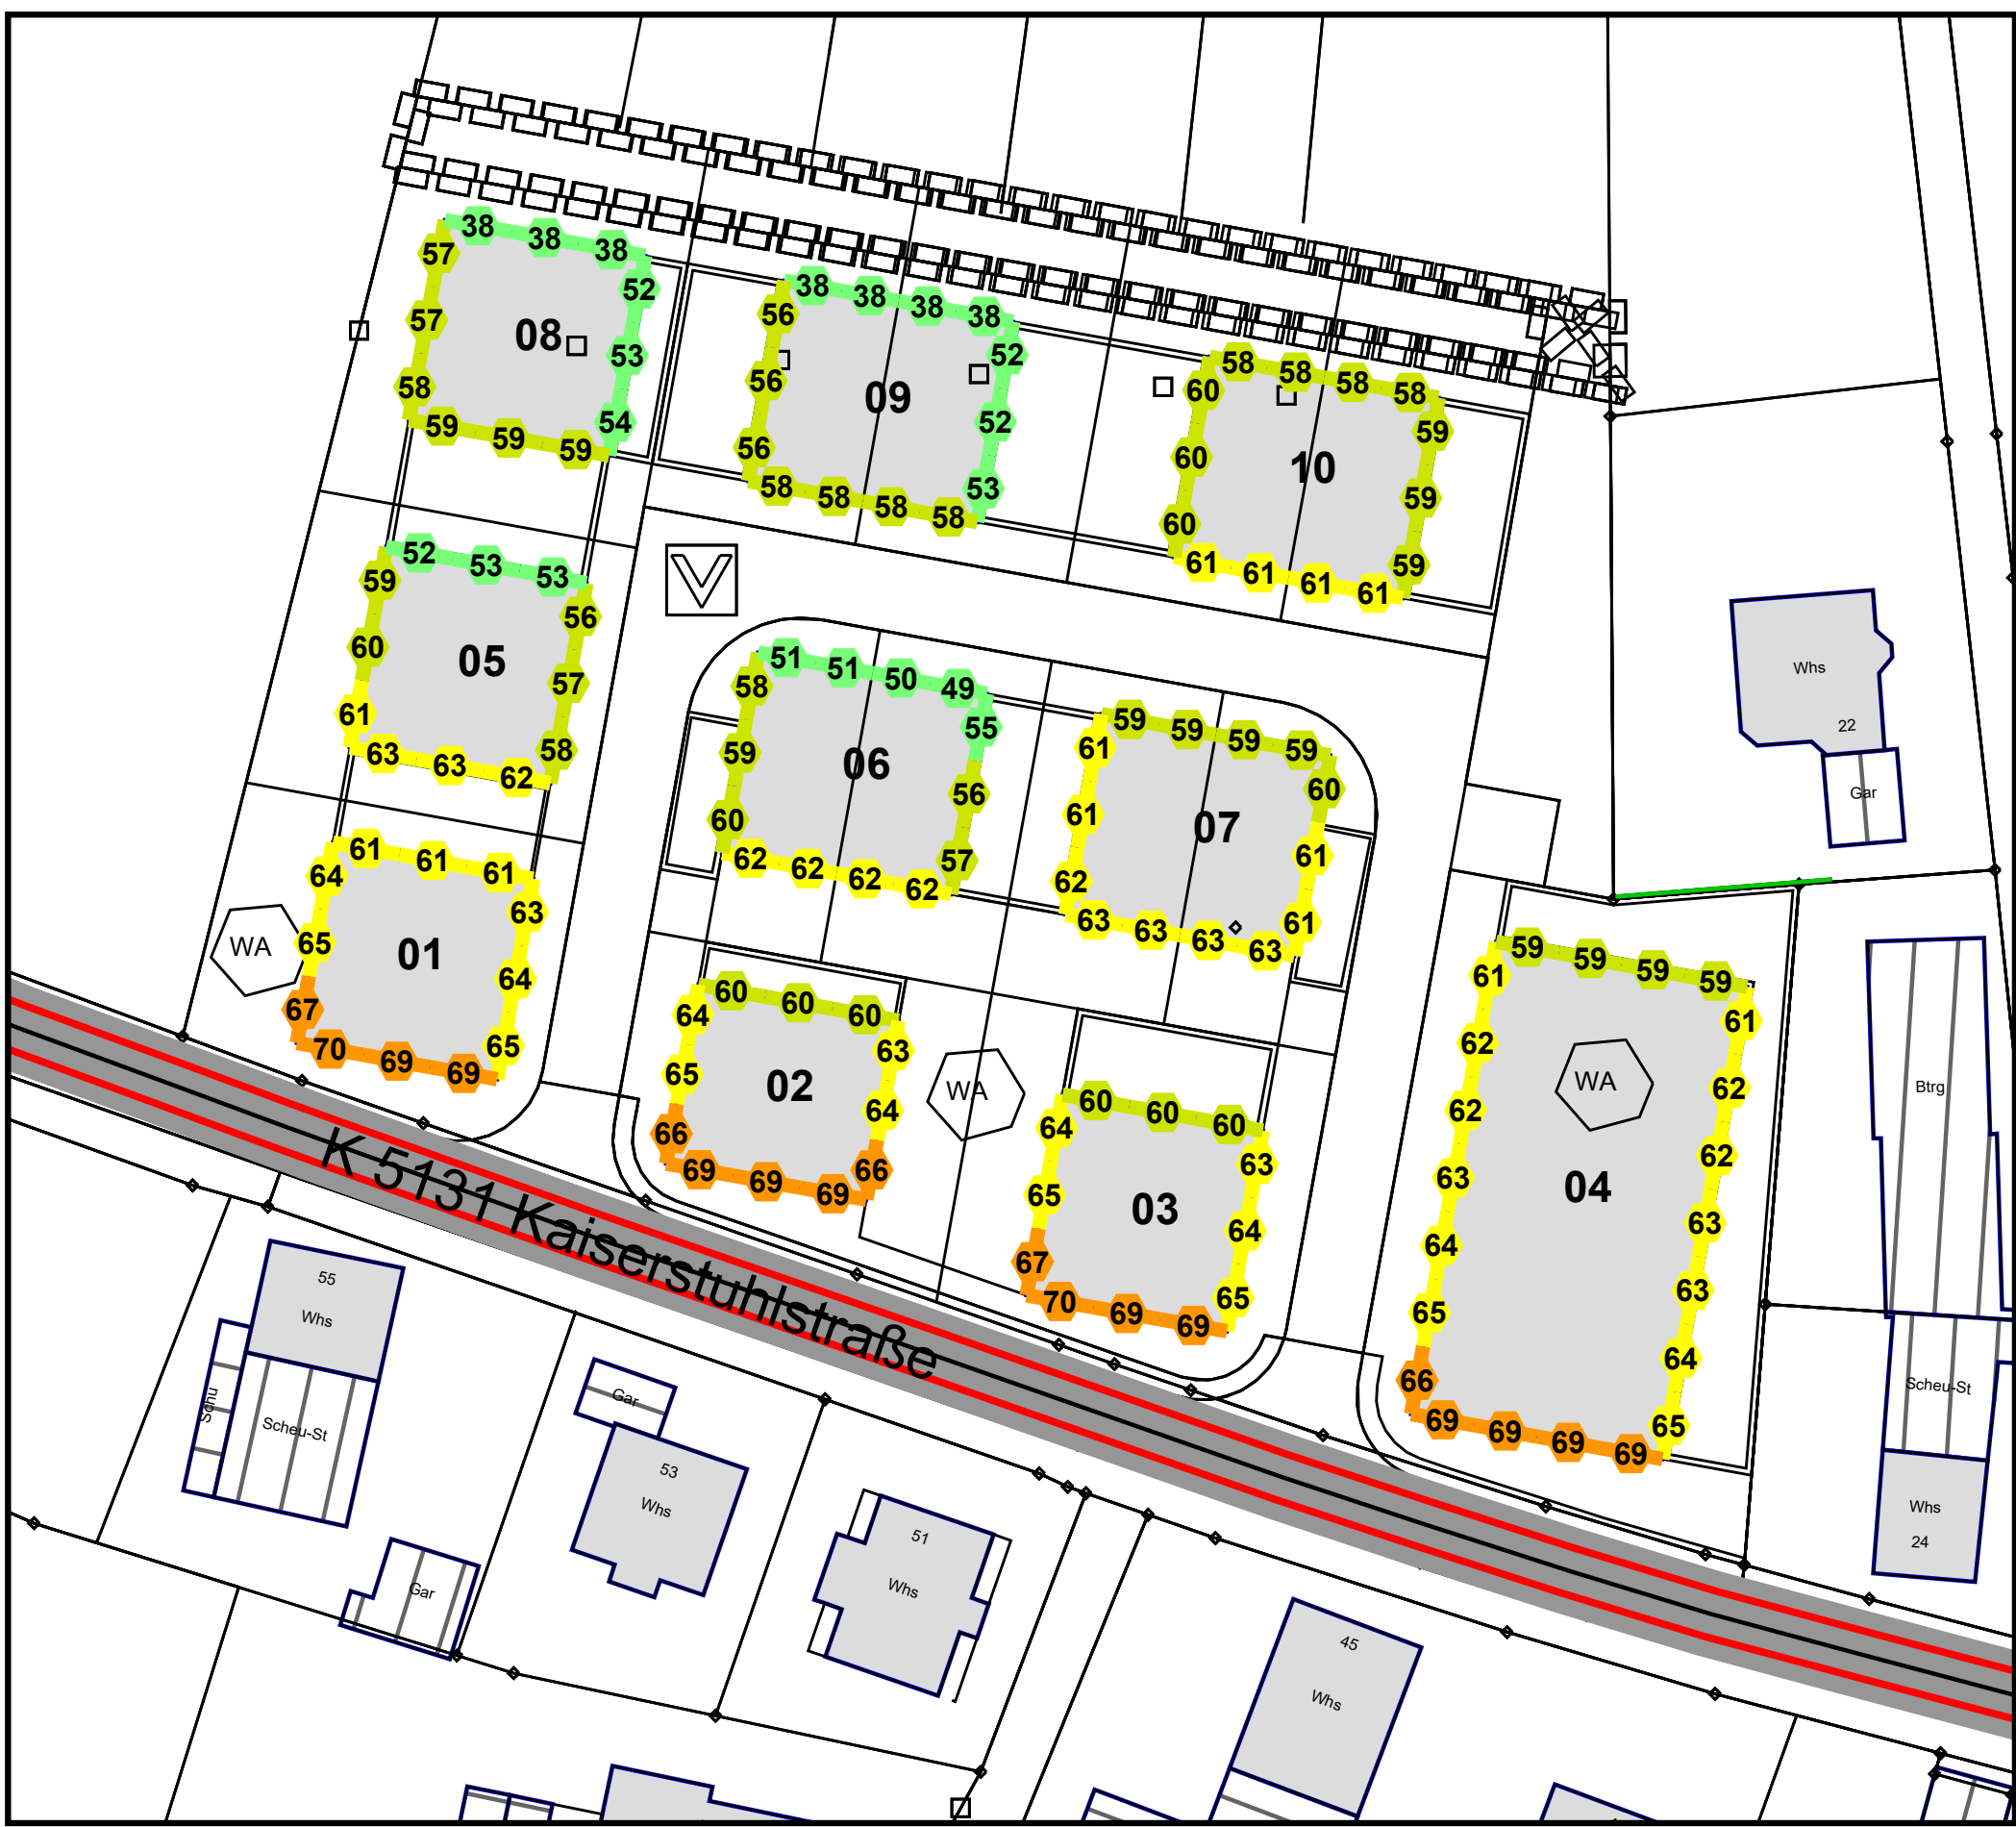 38 38 38
57 52
57 08 53
58 54
59 59 59
38 38 38 38
56 52
56 09 52
56 53
58 58 58 58
58 58 58 58
60 59
60 10 59
60 59
61 61 61 61
52 53 53
59 56
60 05 57
61 58
63 63 62
51 51 50 49
58 55
59 06 56
60 57
62 62 62 62
59 59 59 59
61 60
61 07 61
62 61
63 63 63 63
61 61 61
64 63
65 01 64
67 65
70 69 69
WA
60 60 60
64 63
65 02 64
66 66
69 69 69
WA
60 60 60
64 63
65 03 64
67 65
70 69 69
59 59 59 59
61 61
62 62
62 62
63 63
64 63
65 64
66 65
69 69 69 69
WA
04
Whs
22
Gar
Btrg
Scheu-St
Whs
24
K 5131 Kaiserstuhlstraße
55
Whs
Schu
Scheu-St
Gar
Gar
53
Whs
51
Whs
45
Whs